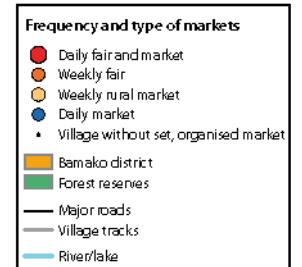 Frequency and type of markets
Daily fair and market
Weekly fair
Weekly rural market
Daily market
Village without set, organised market
Bamako district
Forest reserves
Major roads
Village tracks
River/lake